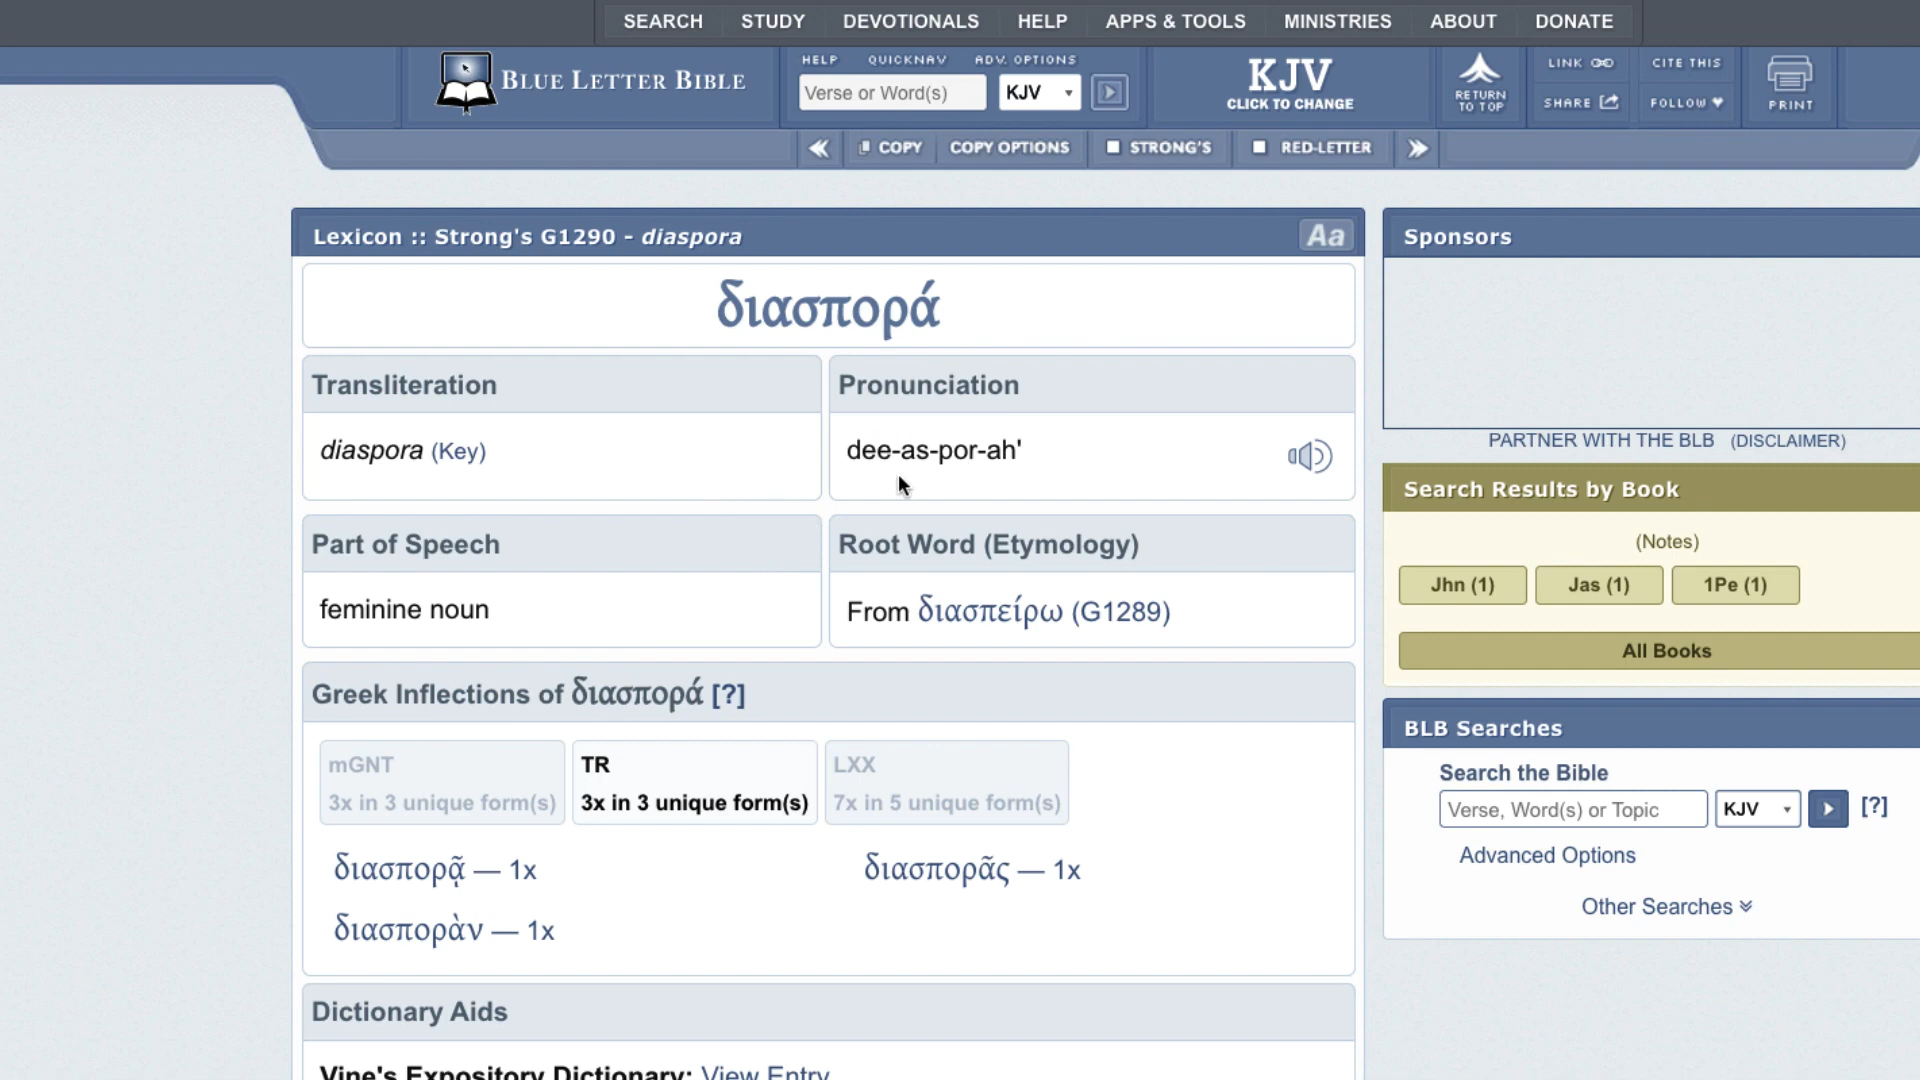 SEARCH STUDY DEVOTIONALS HELP APPS & TOOLS MINISTRIES ABOUT DONATE
BLUE LETTER BIBLE
HELP QUICKNAV ADV. OPTIONS
Verse or Word(s) KJV
KJV
CLICK TO CHANGE
RETURN
TO TOP
LINK
SHARE
CITE THIS
FOLLOW
PRINT
COPY COPY OPTIONS STRONG'S RED-LETTER
Lexicon :: Strong's G1290 - diaspora Aa
διασπορά
Transliteration
diaspora (Key)
Pronunciation
dee-as-por-ah'
Part of Speech
feminine noun
Root Word (Etymology)
From διασπείρω (G1289)
Greek Inflections of διασπορά [?]
mGNT
3x in 3 unique form(s)
TR
3x in 3 unique form(s)
LXX
7x in 5 unique form(s)
διασπορᾷ — 1x
διασπορᾶς — 1x
διασπορὰν — 1x
Dictionary Aids
Vine's Expository Dictionary: View Entry
Sponsors
PARTNER WITH THE BLB (DISCLAIMER)
Search Results by Book
(Notes)
Jhn (1) Jas (1) 1Pe (1)
All Books
BLB Searches
Search the Bible
Verse, Word(s) or Topic KJV [?]
Advanced Options
Other Searches